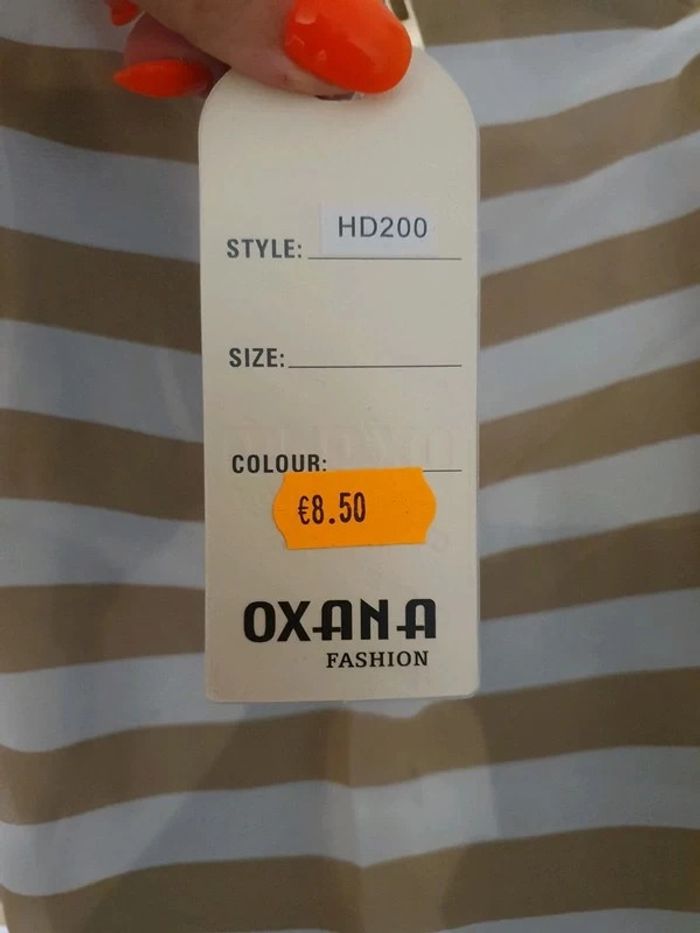 STYLE: HD200
SIZE:
COLOUR:
€8.50
OXANA
FASHION